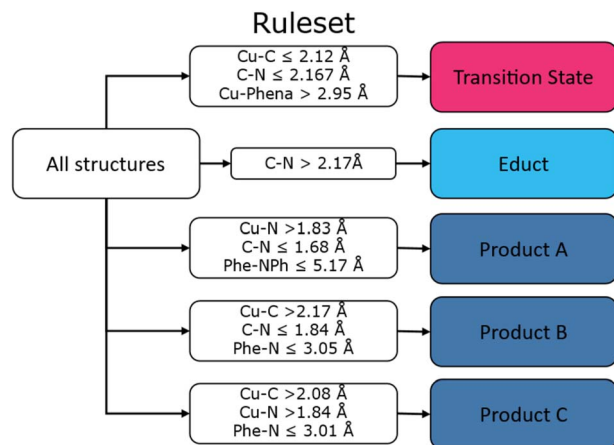 Ruleset
Cu-C ≤ 2.12 Å
C-N ≤ 2.167 Å
Cu-Phena > 2.95 Å
Transition State
All structures
C-N > 2.17Å
Educt
Cu-N >1.83 Å
C-N ≤ 1.68 Å
Phe-NPh ≤ 5.17 Å
Product A
Cu-C >2.17 Å
C-N ≤ 1.84 Å
Phe-N ≤ 3.05 Å
Product B
Cu-C >2.08 Å
Cu-N >1.84 Å
Phe-N ≤ 3.01 Å
Product C